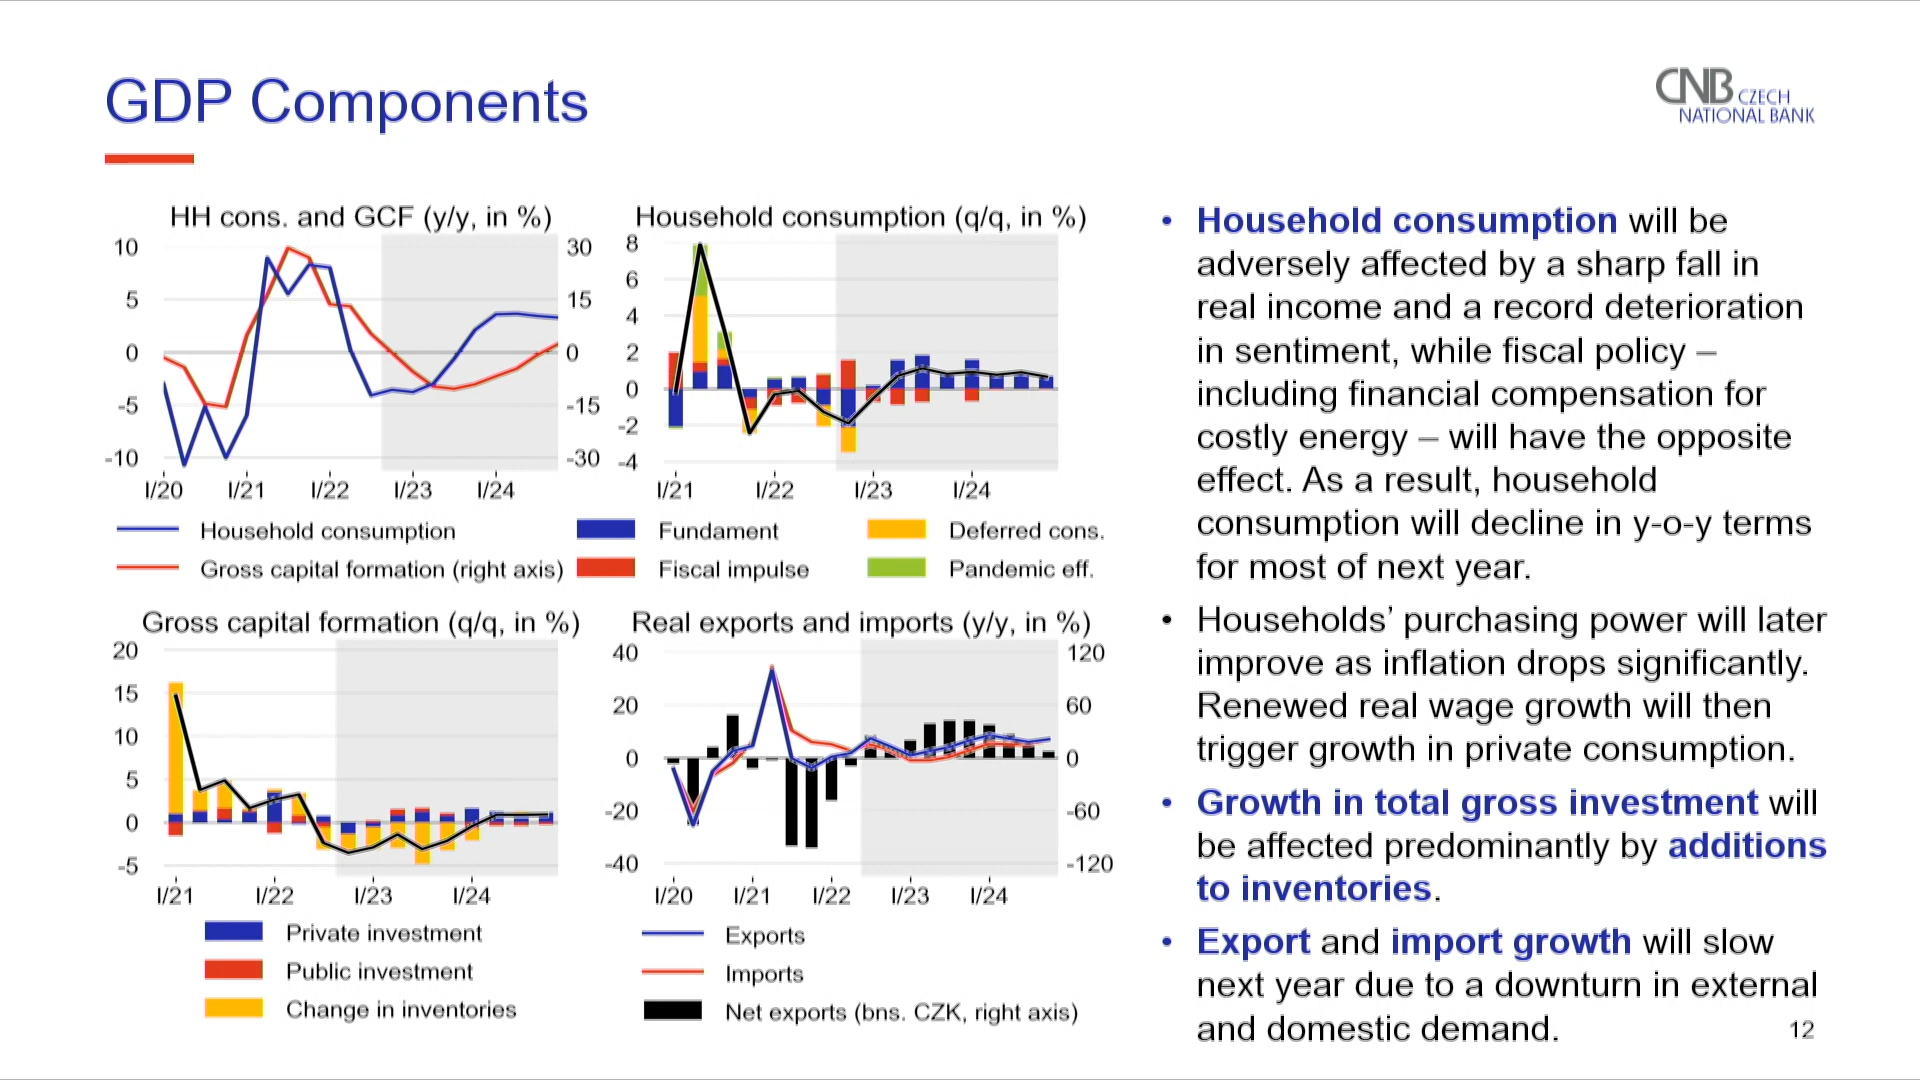 GDP Components
CNB CZECH
NATIONAL BANK
HH cons. and GCF (y/y, in %)
10
5
0
-5
-10
30
15
0
-15
-30
I/20 I/21 I/22 I/23 I/24
Household consumption
Gross capital formation (right axis)
Household consumption (q/q, in %)
8
6
4
2
0
-2
-4
I/21 I/22 I/23 I/24
Fundament
Deferred cons.
Fiscal impulse
Pandemic eff.
Gross capital formation (q/q, in %)
20
15
10
5
0
-5
I/21 I/22 I/23 I/24
Private investment
Public investment
Change in inventories
Real exports and imports (y/y, in %)
40
20
0
-20
-40
120
60
0
-60
-120
I/20 I/21 I/22 I/23 I/24
Exports
Imports
Net exports (bns. CZK, right axis)
• Household consumption will be
adversely affected by a sharp fall in
real income and a record deterioration
in sentiment, while fiscal policy –
including financial compensation for
costly energy – will have the opposite
effect. As a result, household
consumption will decline in y-o-y terms
for most of next year.
• Households’ purchasing power will later
improve as inflation drops significantly.
Renewed real wage growth will then
trigger growth in private consumption.
• Growth in total gross investment will
be affected predominantly by additions
to inventories.
• Export and import growth will slow
next year due to a downturn in external
and domestic demand.
12